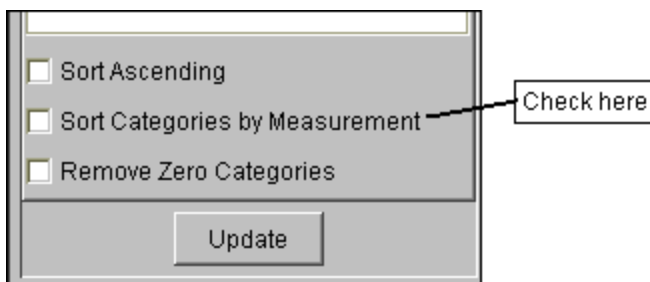 Sort Ascending
Sort Categories by Measurement
Check here
Remove Zero Categories
Update